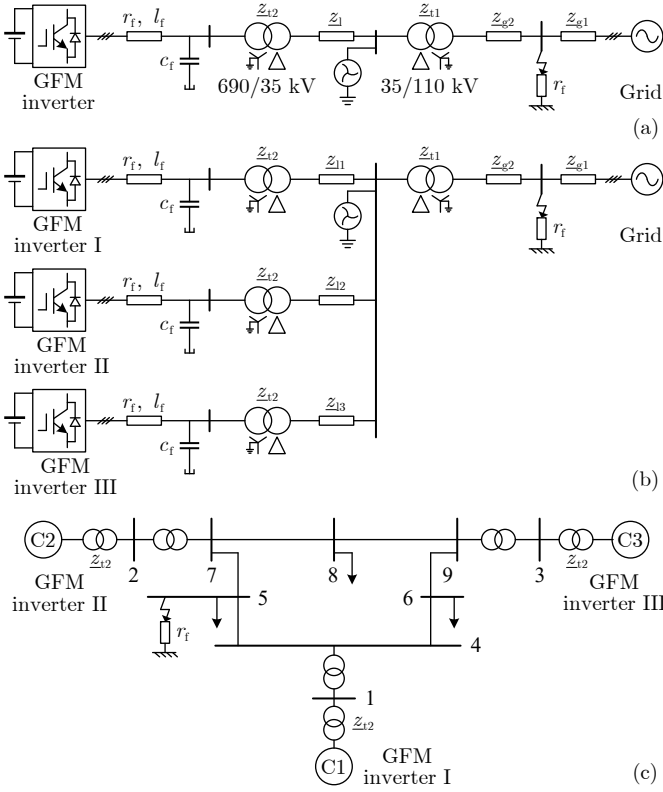 r_f, l_f
z_t2
z_l
z_t1
z_g2
z_g1
c_f
690/35 kV
35/110 kV
r_f
GFM
inverter
Grid
(a)
r_f, l_f
z_t2
z_l1
z_t1
z_g2
z_g1
c_f
r_f
GFM
inverter I
Grid
r_f, l_f
z_t2
z_l2
c_f
GFM
inverter II
r_f, l_f
z_t2
z_l3
c_f
GFM
inverter III
(b)
C2
z_t2
2
7
8
9
3
z_t2
C3
GFM
inverter II
GFM
inverter III
5
6
r_f
4
1
z_t2
C1
GFM
inverter I
(c)